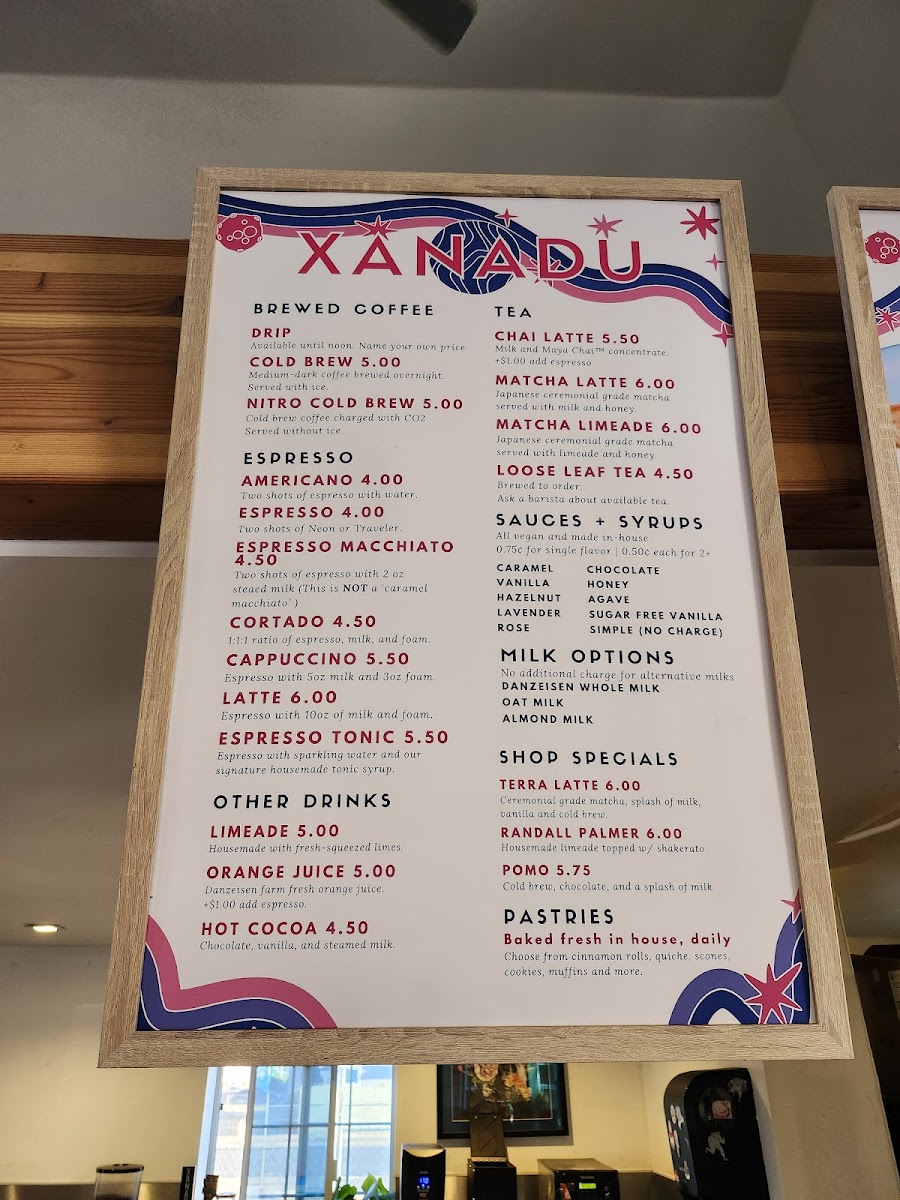 XANADU
BREWED COFFEE
DRIP
Available until noon. Name your own price.
COLD BREW 5.00
Medium-dark coffee brewed overnight.
Served with ice.
NITRO COLD BREW 5.00
Cold brew coffee charged with CO2
Served without ice.
ESPRESSO
AMERICANO 4.00
Two shots of espresso with water.
ESPRESSO 4.00
Two shots of Neon or Traveler.
ESPRESSO MACCHIATO
4.50
Two shots of espresso with 2 oz
steaed milk (This is NOT a 'caramel
macchiato' )
CORTADO 4.50
1:1:1 ratio of espresso, milk, and foam.
CAPPUCCINO 5.50
Espresso with 5oz milk and 3oz foam.
LATTE 6.00
Espresso with 10oz of milk and foam.
ESPRESSO TONIC 5.50
Espresso with sparkling water and our
signature housemade tonic syrup.
OTHER DRINKS
LIMEADE 5.00
Housemade with fresh-squeezed limes.
ORANGE JUICE 5.00
Danzeisen farm fresh orange juice.
+$1.00 add espresso.
HOT COCOA 4.50
Chocolate, vanilla, and steamed milk.
TEA
CHAI LATTE 5.50
Milk and Maya Chai™ concentrate.
+$1.00 add espresso
MATCHA LATTE 6.00
Japanese ceremonial grade matcha
served with milk and honey.
MATCHA LIMEADE 6.00
Japanese ceremonial grade matcha
served with limeade and honey.
LOOSE LEAF TEA 4.50
Brewed to order.
Ask a barista about available tea.
SAUCES + SYRUPS
All vegan and made in-house.
0.75¢ for single flavor | 0.50¢ each for 2+
CARAMEL CHOCOLATE
VANILLA HONEY
HAZELNUT AGAVE
LAVENDER SUGAR FREE VANILLA
ROSE SIMPLE (NO CHARGE)
MILK OPTIONS
No additional charge for alternative milks
DANZEISEN WHOLE MILK
OAT MILK
ALMOND MILK
SHOP SPECIALS
TERRA LATTE 6.00
Ceremonial grade matcha, splash of milk,
vanilla and cold brew.
RANDALL PALMER 6.00
Housemade limeade topped w/ shakerato
POMO 5.75
Cold brew, chocolate, and a splash of milk.
PASTRIES
Baked fresh in house, daily
Choose from cinnamon rolls, quiche, scones,
cookies, muffins and more.